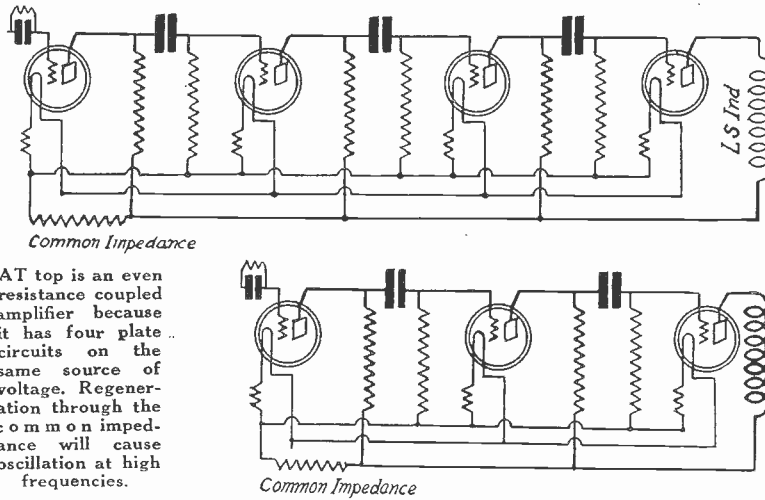 LS Ind
Common Impedance
AT top is an even
resistance coupled
amplifier because
it has four plate
circuits on the
same source of
voltage. Regener-
ation through the
common imped-
ance will cause
oscillation at high
frequencies.
Common Impedance